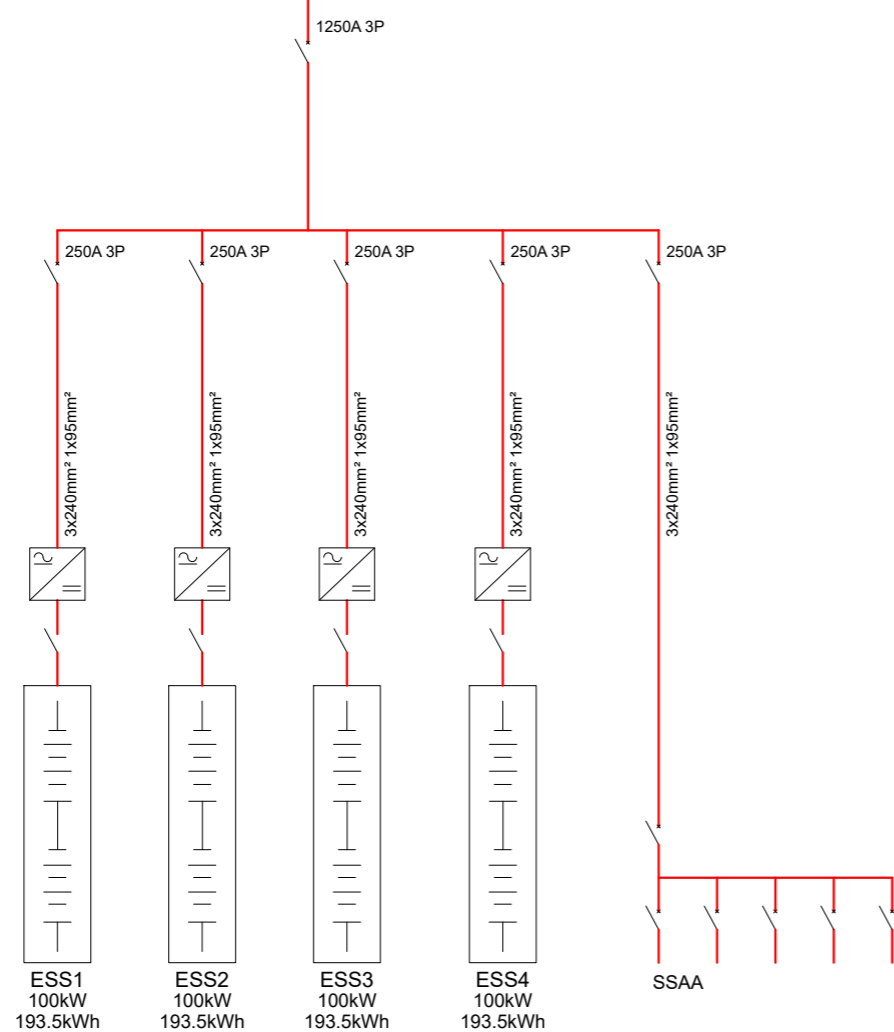 1250A 3P
250A 3P
250A 3P
250A 3P
250A 3P
250A 3P
3x240mm² 1x95mm²
3x240mm² 1x95mm²
3x240mm² 1x95mm²
3x240mm² 1x95mm²
3x240mm² 1x95mm²
ESS1
100kW
193.5kWh
ESS2
100kW
193.5kWh
ESS3
100kW
193.5kWh
ESS4
100kW
193.5kWh
SSAA